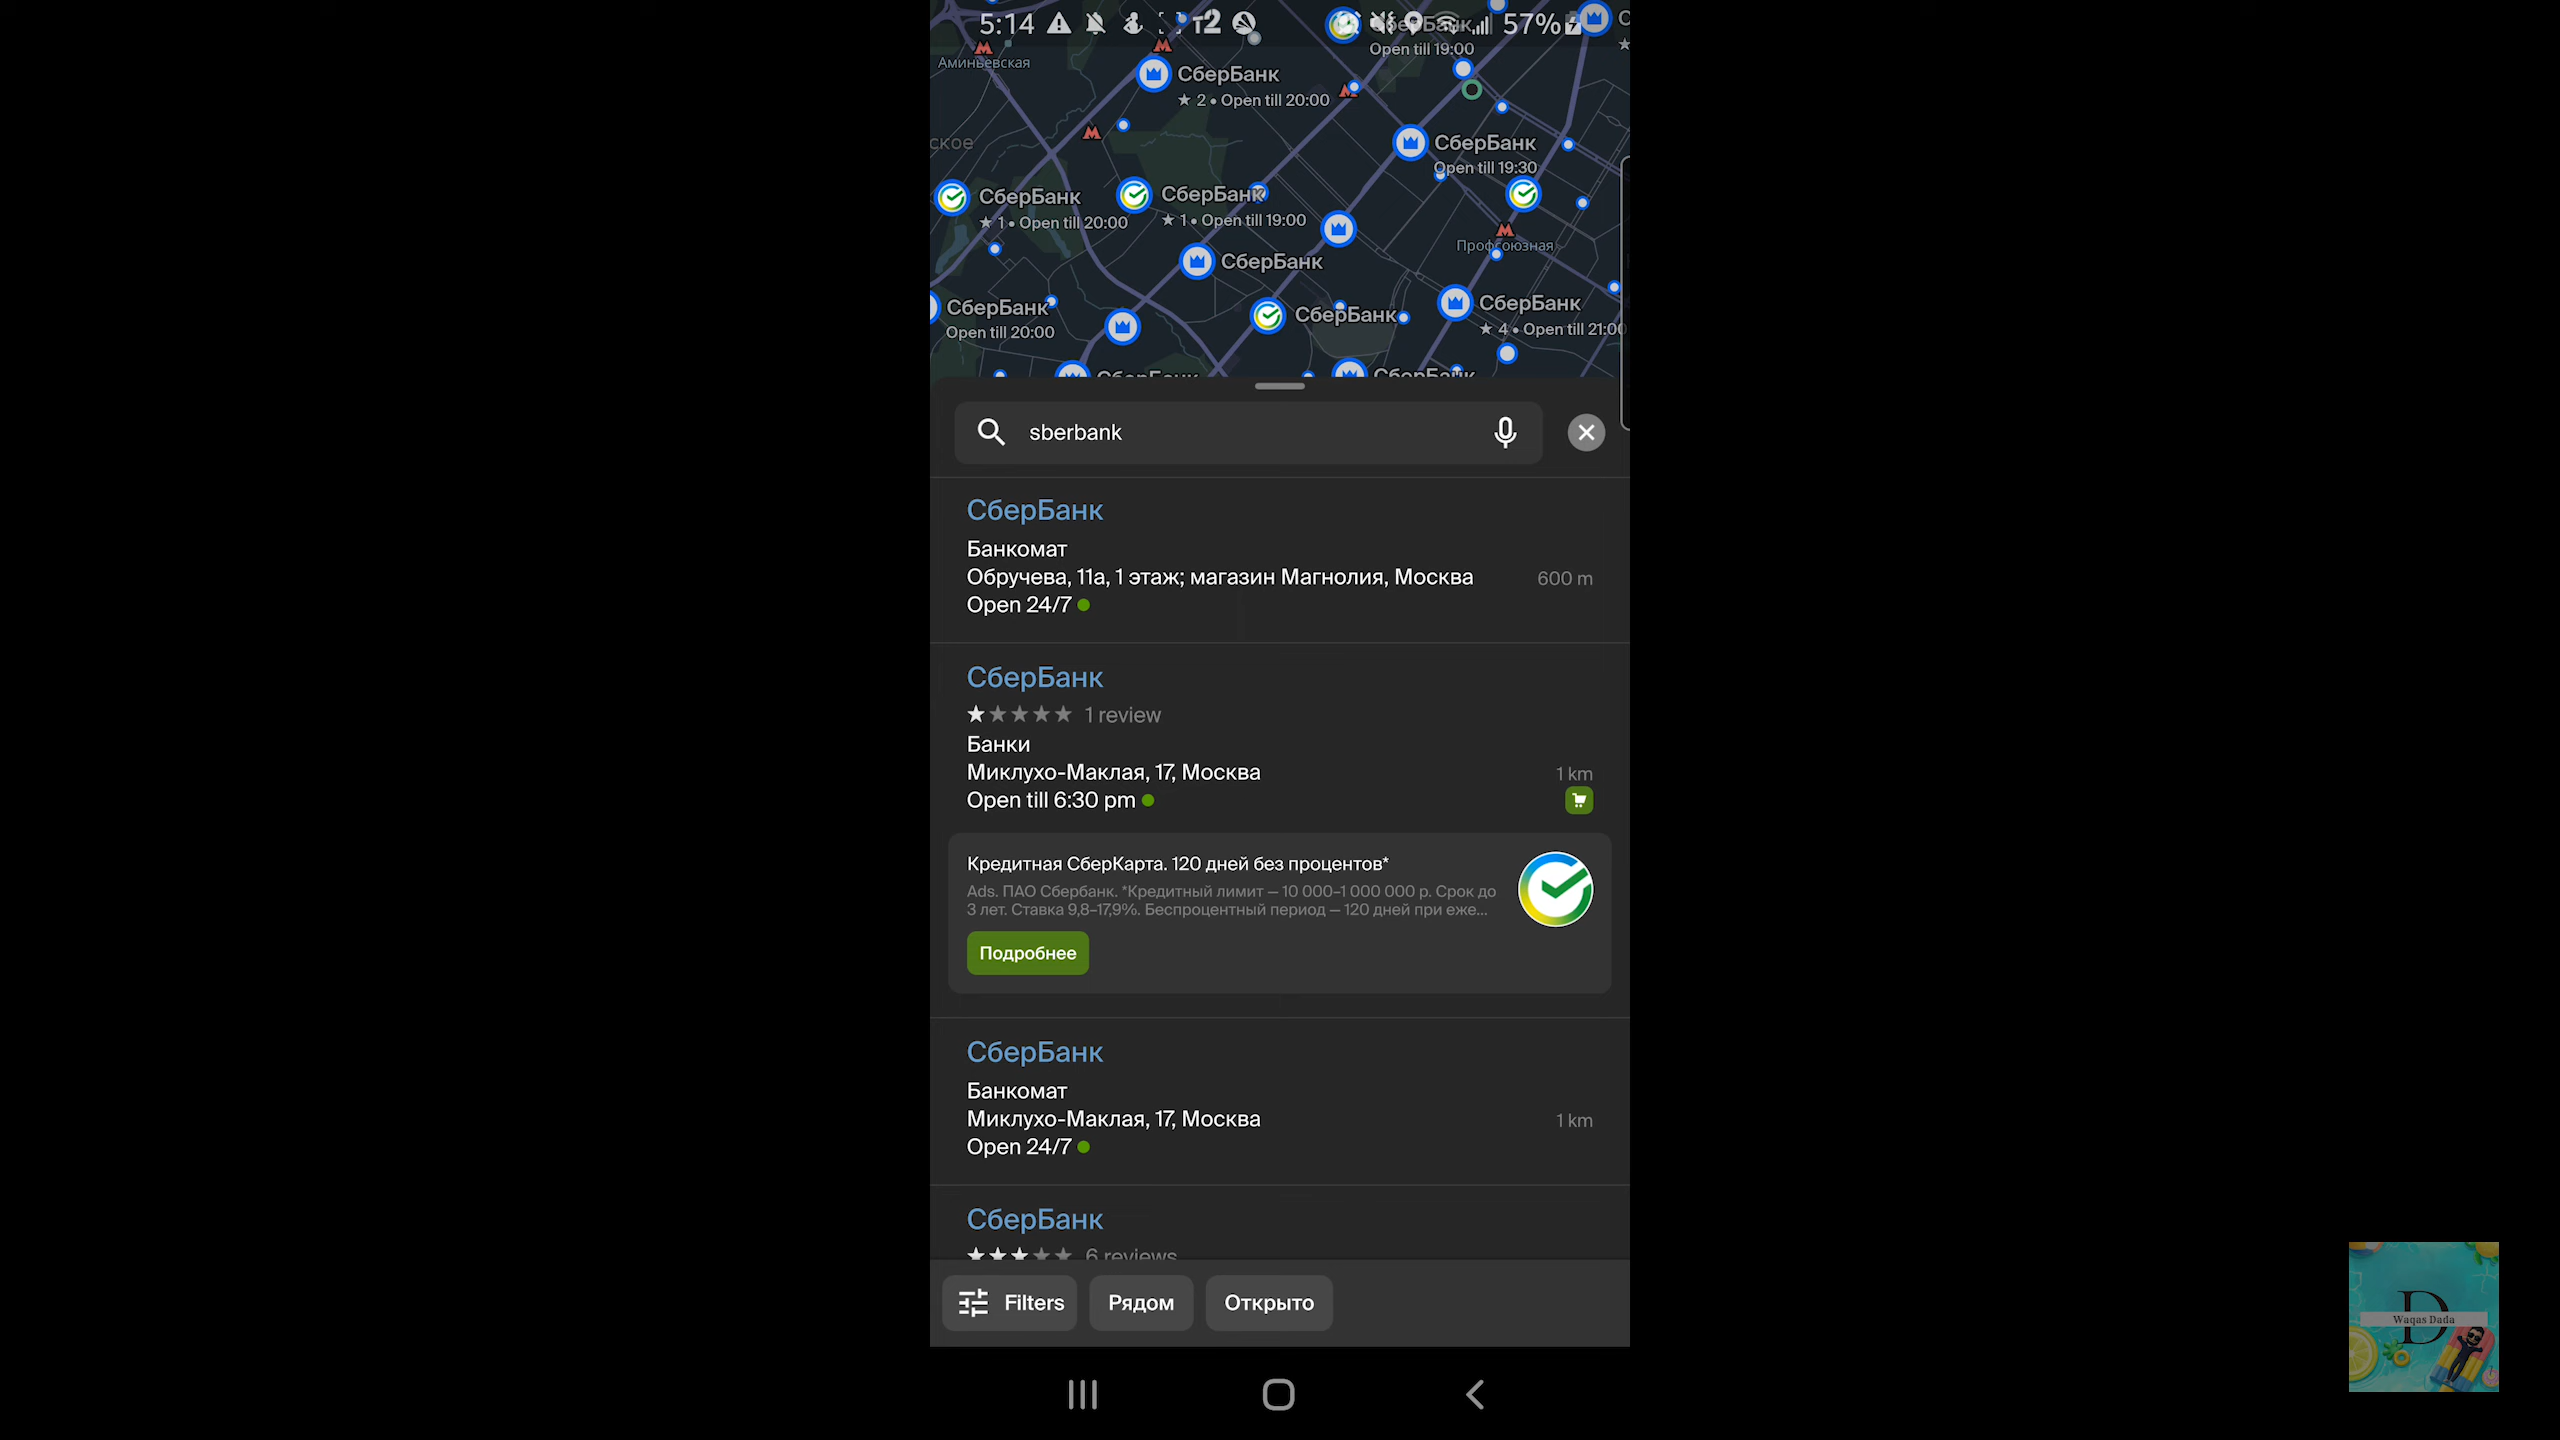 5:14
57%
Open till 19:00
Аминьевская
СберБанк
★ 2 • Open till 20:00
СберБанк
Open till 19:30
ское
СберБанк
★ 1 • Open till 20:00
СберБанк
★ 1 • Open till 19:00
Профсоюзная
СберБанк
СберБанк
Open till 20:00
СберБанк
СберБанк
★ 4 • Open till 21:00
СберБанк
СберБанк
sberbank
СберБанк
Банкомат
Обручева, 11а, 1 этаж; магазин Магнолия, Москва
600 m
Open 24/7
СберБанк
1 review
Банки
Миклухо-Маклая, 17, Москва
1 km
Open till 6:30 pm
Кредитная СберКарта. 120 дней без процентов*
Ads. ПАО Сбербанк. *Кредитный лимит – 10 000–1 000 000 р. Срок до
3 лет. Ставка 9,8–17,9%. Беспроцентный период – 120 дней при еже...
Подробнее
СберБанк
Банкомат
Миклухо-Маклая, 17, Москва
1 km
Open 24/7
СберБанк
6 reviews
Filters
Рядом
Открыто
D
Waqas Dada